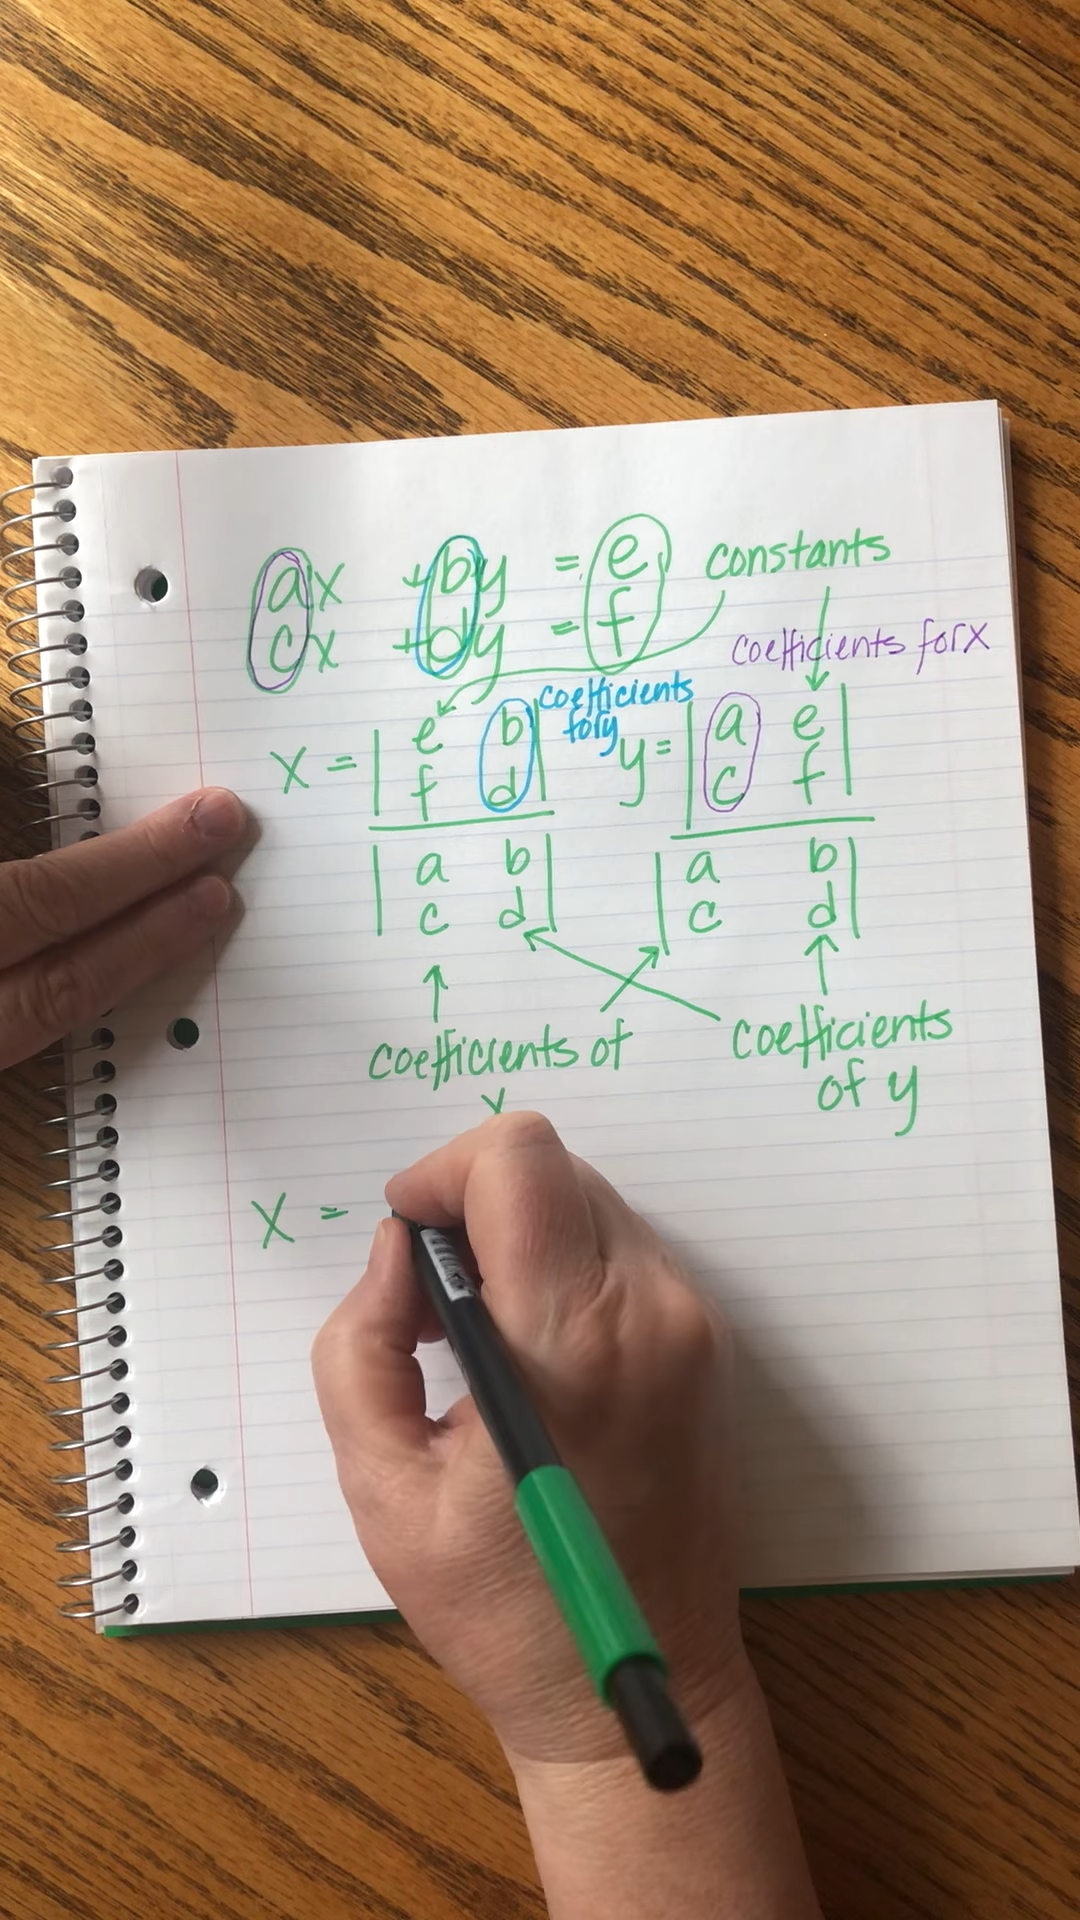 ax +by = e constants
cx +dy = f
coefficients for x
coefficients
for y
x = | e b | y = | a e |
| f d | | c f |
| a b | | a b |
| c d | | c d |
coefficients of
x
coefficients
of y
x =